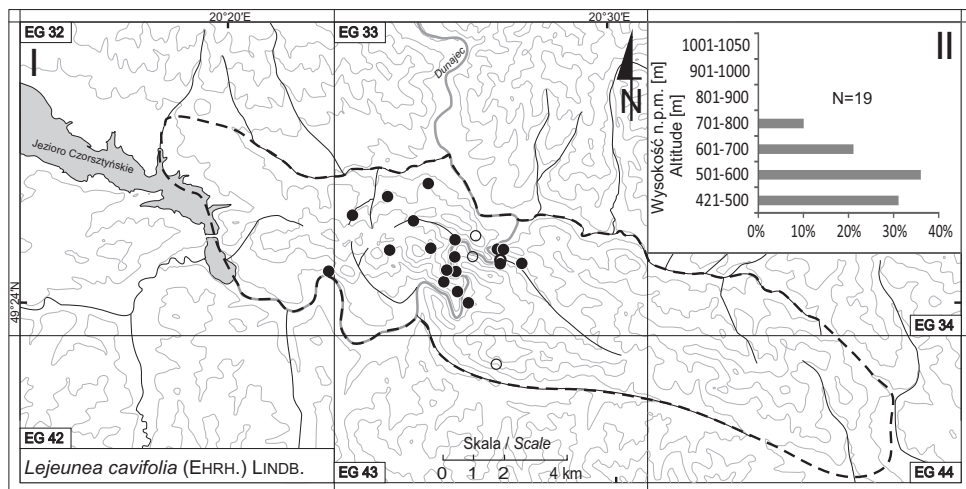 20°20'E
20°30'E
EG 32
EG 33
I
II
Dunajec
N
Jezioro Czorsztyńskie
49°24'N
Wysokość n.p.m. [m]
Altitude [m]
1001-1050
901-1000
801-900
701-800
601-700
501-600
421-500
N=19
0%
10%
20%
30%
40%
EG 34
EG 42
EG 43
EG 44
Skala / Scale
0 1 2 4 km
Lejeunea cavifolia (EHRH.) LINDB.